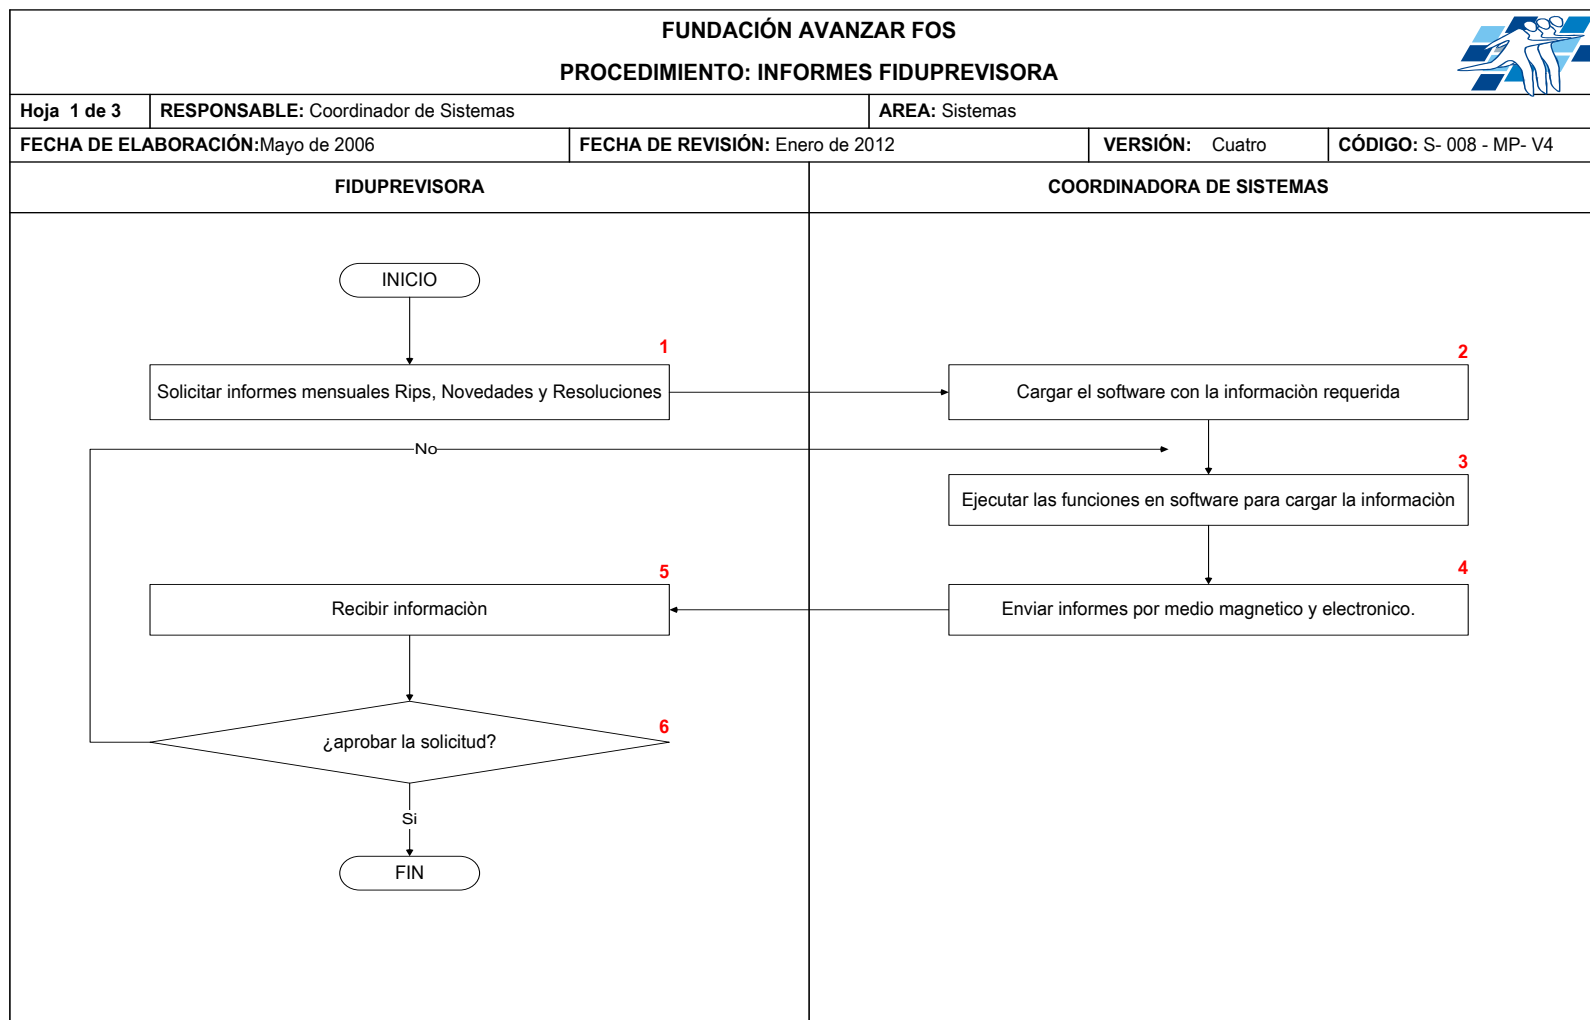 FUNDACIÓN AVANZAR FOS
PROCEDIMIENTO: INFORMES FIDUPREVISORA
Hoja 1 de 3 RESPONSABLE: Coordinador de Sistemas AREA: Sistemas
FECHA DE ELABORACIÓN:Mayo de 2006 FECHA DE REVISIÓN: Enero de 2012 VERSIÓN: Cuatro CÓDIGO: S- 008 - MP- V4
FIDUPREVISORA COORDINADORA DE SISTEMAS
INICIO
1
Solicitar informes mensuales Rips, Novedades y Resoluciones
2
Cargar el software con la informaciòn requerida
No
3
Ejecutar las funciones en software para cargar la informaciòn
4
Enviar informes por medio magnetico y electronico.
5
Recibir informaciòn
6
¿aprobar la solicitud?
Si
FIN